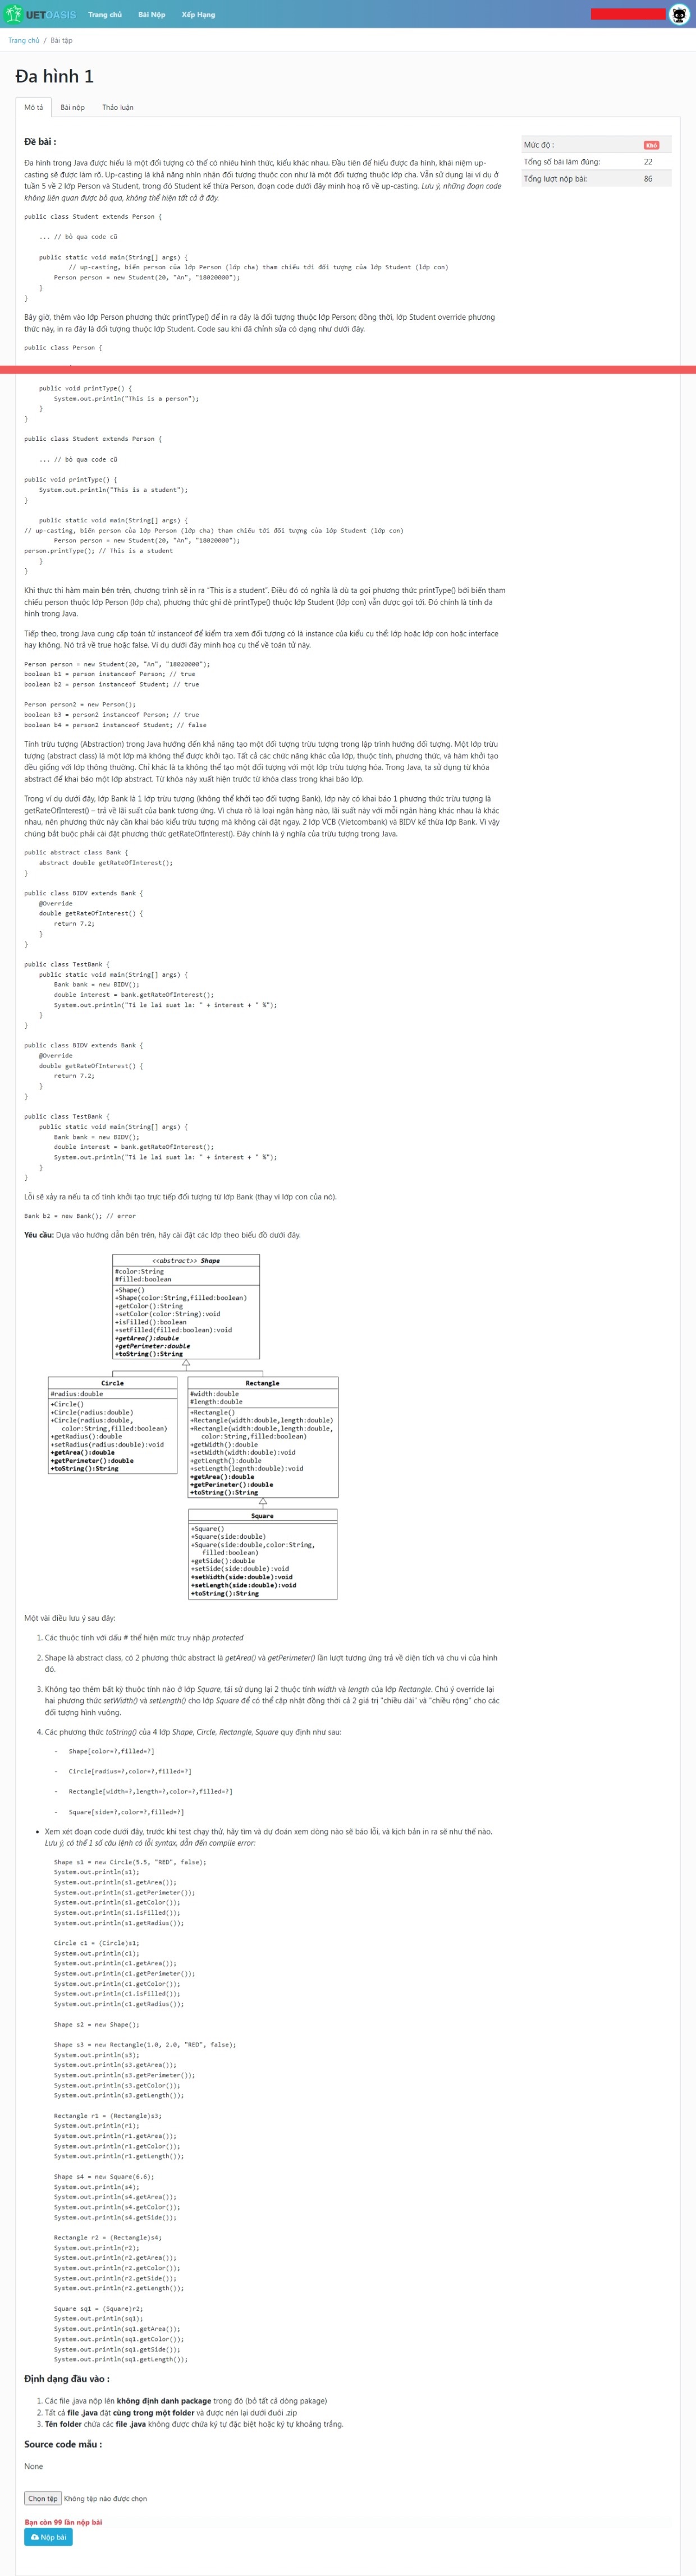 UETOASIS Trang chủ Bài Nộp Xếp Hạng
Trang chủ / Bài tập
Đa hình 1
Mô tả Bài nộp Thảo luận
Đề bài :
Mức độ : Khó
Tổng số bài làm đúng: 22
Tổng lượt nộp bài: 86
Đa hình trong Java được hiểu là một đối tượng có thể có nhiều hình thức, kiểu khác nhau. Đầu tiên để hiểu được đa hình, khái niệm up-
casting sẽ được làm rõ. Up-casting là khả năng nhìn nhận đối tượng thuộc con như là một đối tượng thuộc lớp cha. Vẫn sử dụng lại ví dụ ở
tuần 5 về 2 lớp Person và Student, trong đó Student kế thừa Person, đoạn code dưới đây minh hoạ rõ về up-casting. Lưu ý, những đoạn code
không liên quan được bỏ qua, không thể hiện tất cả ở đây.
public class Student extends Person {
... // bỏ qua code cũ
public static void main(String[] args) {
// up-casting, biến person của lớp Person (lớp cha) tham chiếu tới đối tượng của lớp Student (lớp con)
Person person = new Student(20, "An", "18020000");
}
}
Bây giờ, thêm vào lớp Person phương thức printType() để in ra đây là đối tượng thuộc lớp Person; đồng thời, lớp Student override phương
thức này, in ra đây là đối tượng thuộc lớp Student. Code sau khi đã chỉnh sửa có dạng như dưới đây.
public class Person {
public void printType() {
System.out.println("This is a person");
}
}
public class Student extends Person {
... // bỏ qua code cũ
public void printType() {
System.out.println("This is a student");
}
public static void main(String[] args) {
// up-casting, biến person của lớp Person (lớp cha) tham chiếu tới đối tượng của lớp Student (lớp con)
Person person = new Student(20, "An", "18020000");
person.printType(); // This is a student
}
}
Khi thực thi hàm main bên trên, chương trình sẽ in ra "This is a student". Điều đó có nghĩa là dù ta gọi phương thức printType() bởi biến tham
chiếu person thuộc lớp Person (lớp cha), phương thức ghi đè printType() thuộc lớp Student (lớp con) vẫn được gọi tới. Đó chính là tính đa
hình trong Java.
Tiếp theo, trong Java cung cấp toán tử instanceof để kiểm tra xem đối tượng có là instance của kiểu cụ thể: lớp hoặc lớp con hoặc interface
hay không. Nó trả về true hoặc false. Ví dụ dưới đây minh hoạ cụ thể về toán tử này.
Person person = new Student(20, "An", "18020000");
boolean b1 = person instanceof Person; // true
boolean b2 = person instanceof Student; // true
Person person2 = new Person();
boolean b3 = person2 instanceof Person; // true
boolean b4 = person2 instanceof Student; // false
Tính trừu tượng (Abstraction) trong Java hướng đến khả năng tạo một đối tượng trừu tượng trong lập trình hướng đối tượng. Một lớp trừu
tượng (abstract class) là một lớp mà không thể được khởi tạo. Tất cả các chức năng khác của lớp, thuộc tính, phương thức, và hàm khởi tạo
đều giống với lớp thông thường. Chỉ khác là ta không thể tạo một đối tượng với một lớp trừu tượng hóa. Trong Java, ta sử dụng từ khóa
abstract để khai báo một lớp abstract. Từ khóa này xuất hiện trước từ khóa class trong khai báo lớp.
Trong ví dụ dưới đây, lớp Bank là 1 lớp trừu tượng (không thể khởi tạo đối tượng Bank), lớp này có khai báo 1 phương thức trừu tượng là
getRateOfInterest() – trả về lãi suất của bank tương ứng. Vì chưa rõ là loại ngân hàng nào, lãi suất này với mỗi ngân hàng khác nhau là khác
nhau, nên phương thức này cần khai báo kiểu trừu tượng mà không cài đặt ngay. 2 lớp VCB (Vietcombank) và BIDV kế thừa lớp Bank. Vì vậy
chúng bắt buộc phải cài đặt phương thức getRateOfInterest(). Đây chính là ý nghĩa của trừu tượng trong Java.
public abstract class Bank {
abstract double getRateOfInterest();
}
public class BIDV extends Bank {
@Override
double getRateOfInterest() {
return 7.2;
}
}
public class TestBank {
public static void main(String[] args) {
Bank bank = new BIDV();
double interest = bank.getRateOfInterest();
System.out.println("Ti le lai suat la: " + interest + " %");
}
}
public class BIDV extends Bank {
@Override
double getRateOfInterest() {
return 7.2;
}
}
public class TestBank {
public static void main(String[] args) {
Bank bank = new BIDV();
double interest = bank.getRateOfInterest();
System.out.println("Ti le lai suat la: " + interest + " %");
}
}
Lỗi sẽ xảy ra nếu ta cố tình khởi tạo trực tiếp đối tượng từ lớp Bank (thay vì lớp con của nó).
Bank b2 = new Bank(); // error
Yêu cầu: Dựa vào hướng dẫn bên trên, hãy cài đặt các lớp theo biểu đồ dưới đây.
<<abstract>> Shape
#color:String
#filled:boolean
+Shape()
+Shape(color:String,filled:boolean)
+getColor():String
+setColor(color:String):void
+isFilled():boolean
+setFilled(filled:boolean):void
+getArea():double
+getPerimeter:double
+toString():String
Circle
#radius:double
+Circle()
+Circle(radius:double)
+Circle(radius:double,
color:String,filled:boolean)
+getRadius():double
+setRadius(radius:double):void
+getArea():double
+getPerimeter():double
+toString():String
Rectangle
#width:double
#length:double
+Rectangle()
+Rectangle(width:double,length:double)
+Rectangle(width:double,length:double,
color:String,filled:boolean)
+getWidth():double
+setWidth(width:double):void
+getLength():double
+setLength(legnth:double):void
+getArea():double
+getPerimeter():double
+toString():String
Square
+Square()
+Square(side:double)
+Square(side:double,color:String,
filled:boolean)
+getSide():double
+setSide(side:double):void
+setWidth(side:double):void
+setLength(side:double):void
+toString():String
Một vài điều lưu ý sau đây:
1. Các thuộc tính với dấu # thể hiện mức truy nhập protected
2. Shape là abstract class, có 2 phương thức abstract là getArea() và getPerimeter() lần lượt tương ứng trả về diện tích và chu vi của hình
đó.
3. Không tạo thêm bất kỳ thuộc tính nào ở lớp Square, tái sử dụng lại 2 thuộc tính width và length của lớp Rectangle. Chú ý override lại
hai phương thức setWidth() và setLength() cho lớp Square để có thể cập nhật đồng thời cả 2 giá trị "chiều dài" và "chiều rộng" cho các
đối tượng hình vuông.
4. Các phương thức toString() của 4 lớp Shape, Circle, Rectangle, Square quy định như sau:
- Shape[color=?,filled=?]
- Circle[radius=?,color=?,filled=?]
- Rectangle[width=?,length=?,color=?,filled=?]
- Square[side=?,color=?,filled=?]
• Xem xét đoạn code dưới đây, trước khi test chạy thử, hãy tìm và dự đoán xem dòng nào sẽ báo lỗi, và kịch bản in ra sẽ như thế nào.
Lưu ý, có thể 1 số câu lệnh có lỗi syntax, dẫn đến compile error:
Shape s1 = new Circle(5.5, "RED", false);
System.out.println(s1);
System.out.println(s1.getArea());
System.out.println(s1.getPerimeter());
System.out.println(s1.getColor());
System.out.println(s1.isFilled());
System.out.println(s1.getRadius());
Circle c1 = (Circle)s1;
System.out.println(c1);
System.out.println(c1.getArea());
System.out.println(c1.getPerimeter());
System.out.println(c1.getColor());
System.out.println(c1.isFilled());
System.out.println(c1.getRadius());
Shape s2 = new Shape();
Shape s3 = new Rectangle(1.0, 2.0, "RED", false);
System.out.println(s3);
System.out.println(s3.getArea());
System.out.println(s3.getPerimeter());
System.out.println(s3.getColor());
System.out.println(s3.getLength());
Rectangle r1 = (Rectangle)s3;
System.out.println(r1);
System.out.println(r1.getArea());
System.out.println(r1.getColor());
System.out.println(r1.getLength());
Shape s4 = new Square(6.6);
System.out.println(s4);
System.out.println(s4.getArea());
System.out.println(s4.getColor());
System.out.println(s4.getSide());
Rectangle r2 = (Rectangle)s4;
System.out.println(r2);
System.out.println(r2.getArea());
System.out.println(r2.getColor());
System.out.println(r2.getSide());
System.out.println(r2.getLength());
Square sq1 = (Square)r2;
System.out.println(sq1);
System.out.println(sq1.getArea());
System.out.println(sq1.getColor());
System.out.println(sq1.getSide());
System.out.println(sq1.getLength());
Định dạng đầu vào :
1. Các file .java nộp lên không định danh package trong đó (bỏ tất cả dòng pakage)
2. Tất cả file .java đặt cùng trong một folder và được nén lại dưới đuôi .zip
3. Tên folder chứa các file .java không được chứa ký tự đặc biệt hoặc ký tự khoảng trắng.
Source code mẫu :
None
Chọn tệp Không tệp nào được chọn
Bạn còn 99 lần nộp bài
Nộp bài